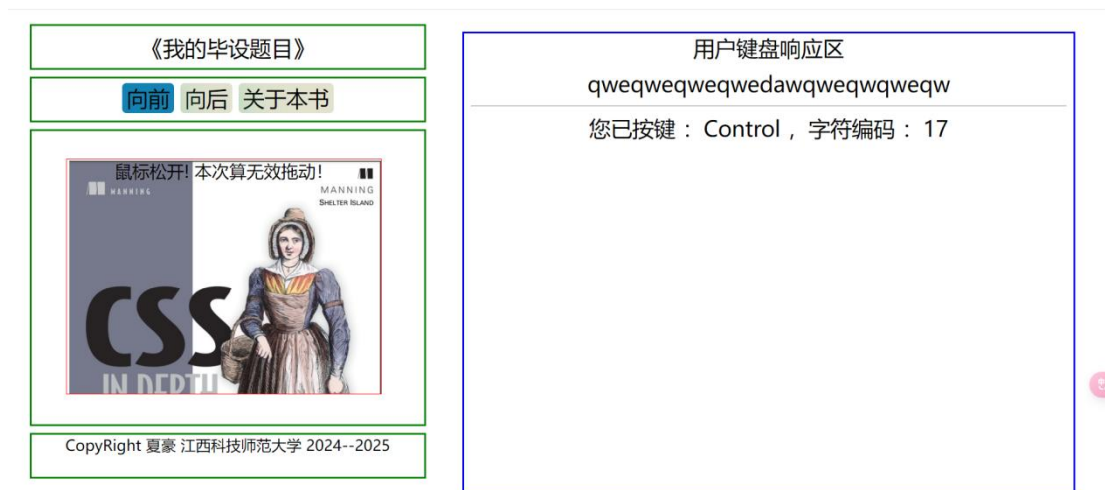 《我的毕设题目》
向前 向后 关于本书
鼠标松开! 本次算无效拖动!
MANNING
MANNING
SHELTER ISLAND
CSS
IN DEPTH
CopyRight 夏豪 江西科技师范大学 2024--2025
用户键盘响应区
qweqweqweqwedawqweqwqweqw
您已按键 ： Control ，字符编码 ： 17